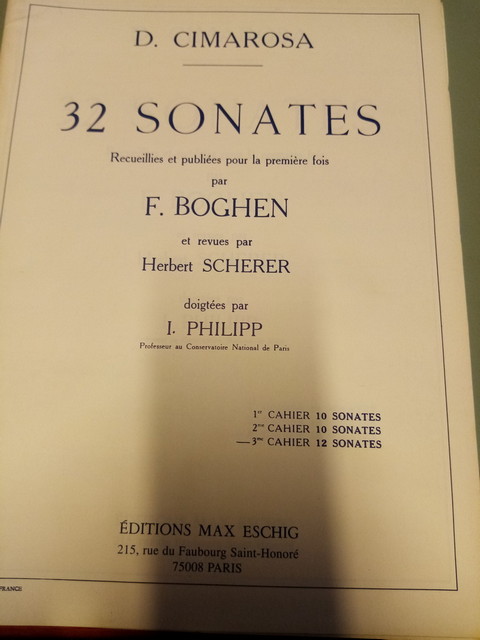 D. CIMAROSA
32 SONATES
Recueillies et publiées pour la première fois
par
F. BOGHEN
et revues par
Herbert SCHERER
doigtées par
I. PHILIPP
Professeur au Conservatoire National de Paris
1er CAHIER 10 SONATES
2me CAHIER 10 SONATES
—3me CAHIER 12 SONATES
ÉDITIONS MAX ESCHIG
215, rue du Faubourg Saint-Honoré
75008 PARIS
FRANCE